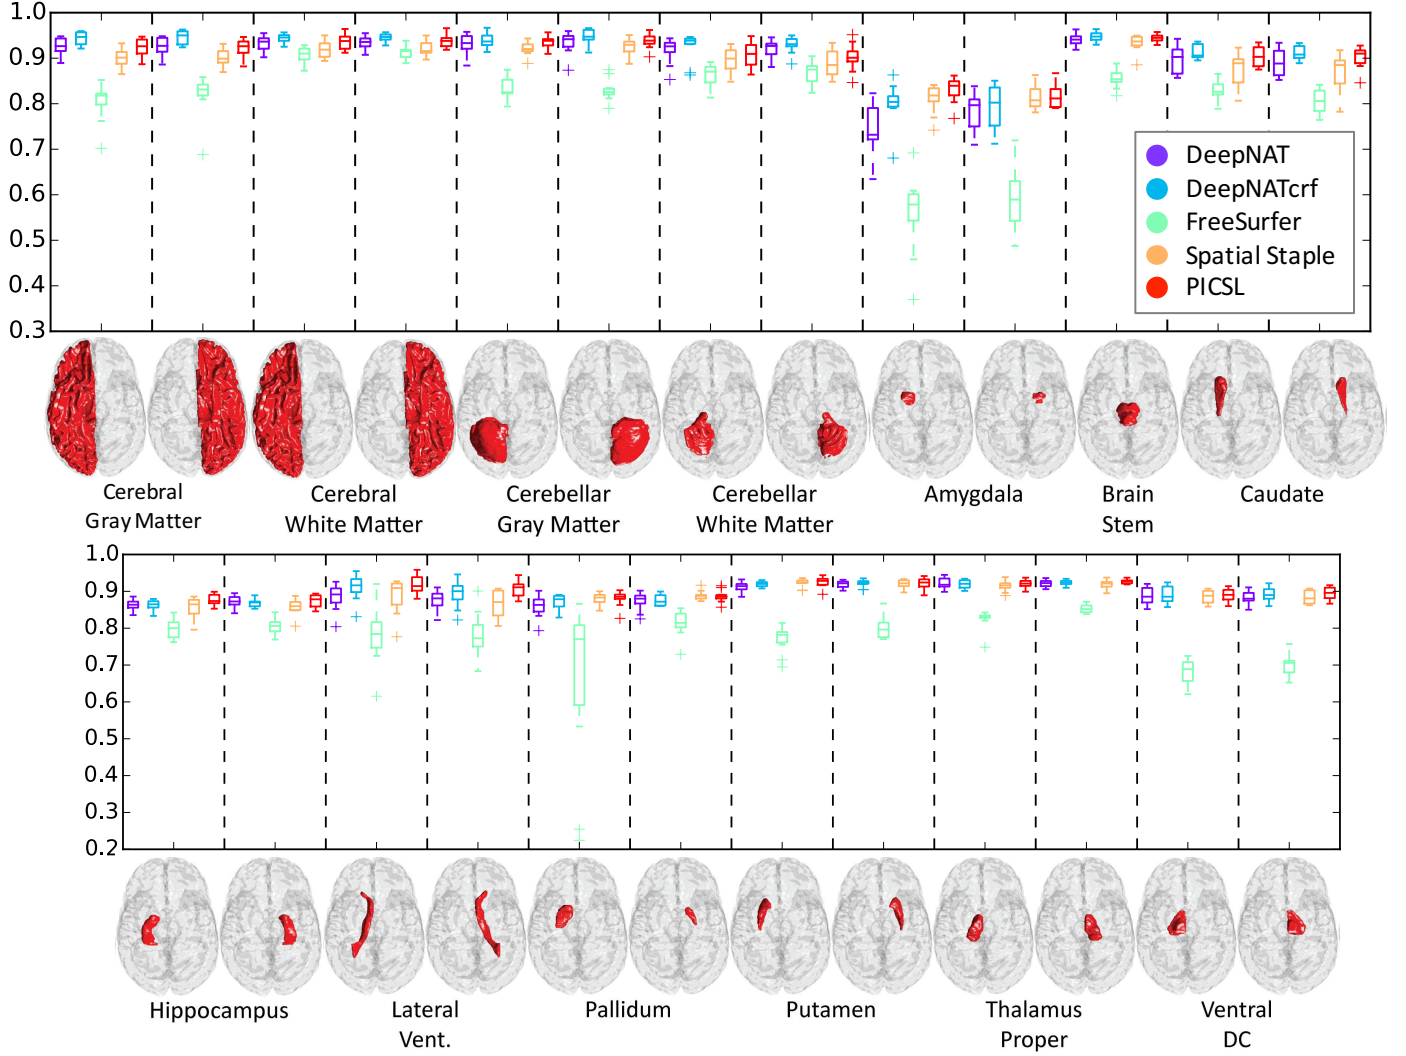 1.0
0.9
0.8
0.7
0.6
0.5
0.4
0.3
DeepNAT
DeepNATcrf
FreeSurfer
Spatial Staple
PICSL
Cerebral
Gray Matter
Cerebral
White Matter
Cerebellar
Gray Matter
Cerebellar
White Matter
Amygdala
Brain
Stem
Caudate
1.0
0.9
0.8
0.7
0.6
0.5
0.4
0.3
0.2
Hippocampus
Lateral
Vent.
Pallidum
Putamen
Thalamus
Proper
Ventral
DC